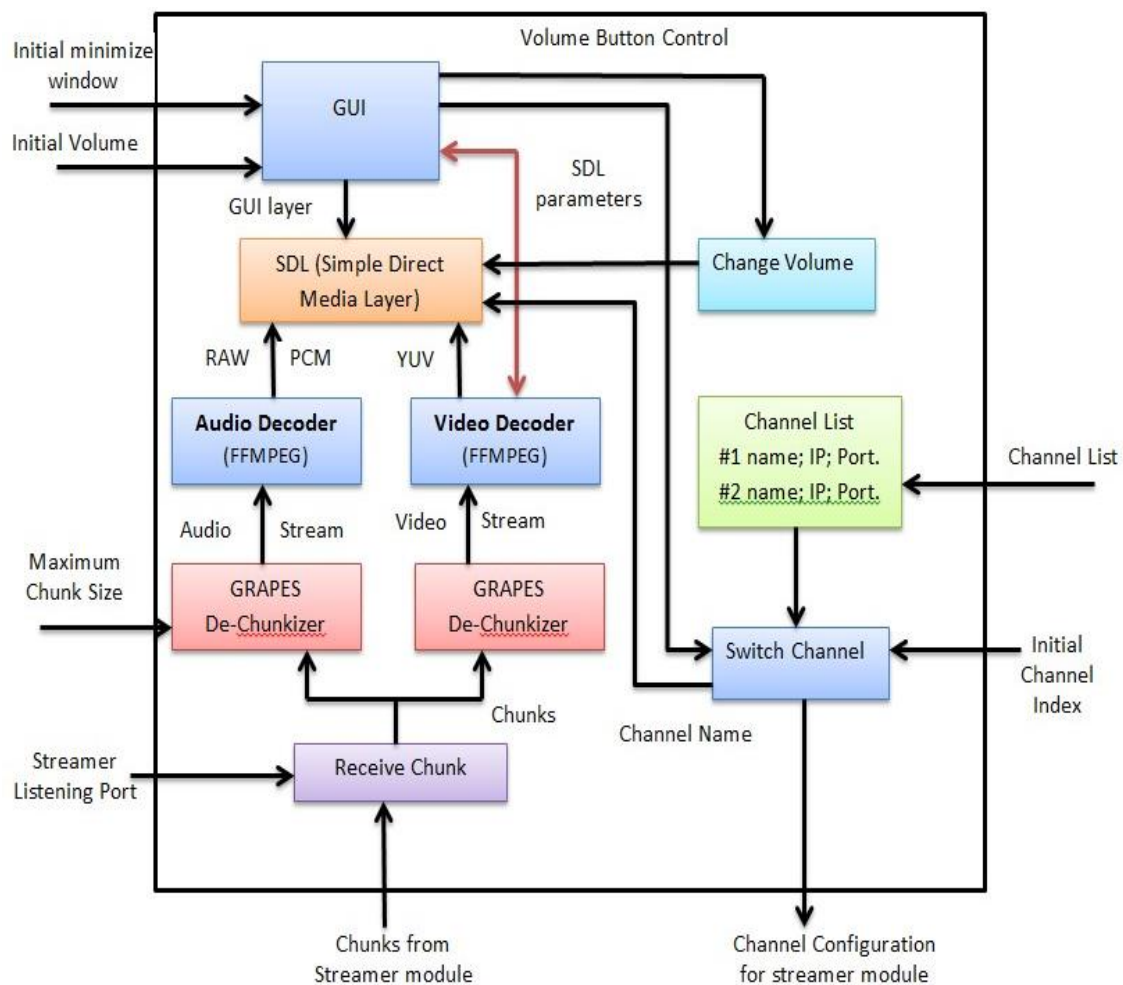 Volume Button Control
Initial minimize
window
GUI
Initial Volume
SDL
parameters
GUI layer
SDL (Simple Direct
Media Layer)
Change Volume
RAW PCM
YUV
Audio Decoder
(FFMPEG)
Video Decoder
(FFMPEG)
Channel List
#1 name; IP; Port.
#2 name; IP; Port.
Channel List
Audio Stream
Video Stream
Maximum
Chunk Size
GRAPES
De-Chunkizer
GRAPES
De-Chunkizer
Switch Channel
Initial
Channel
Index
Chunks
Channel Name
Streamer
Listening Port
Receive Chunk
Chunks from
Streamer module
Channel Configuration
for streamer module